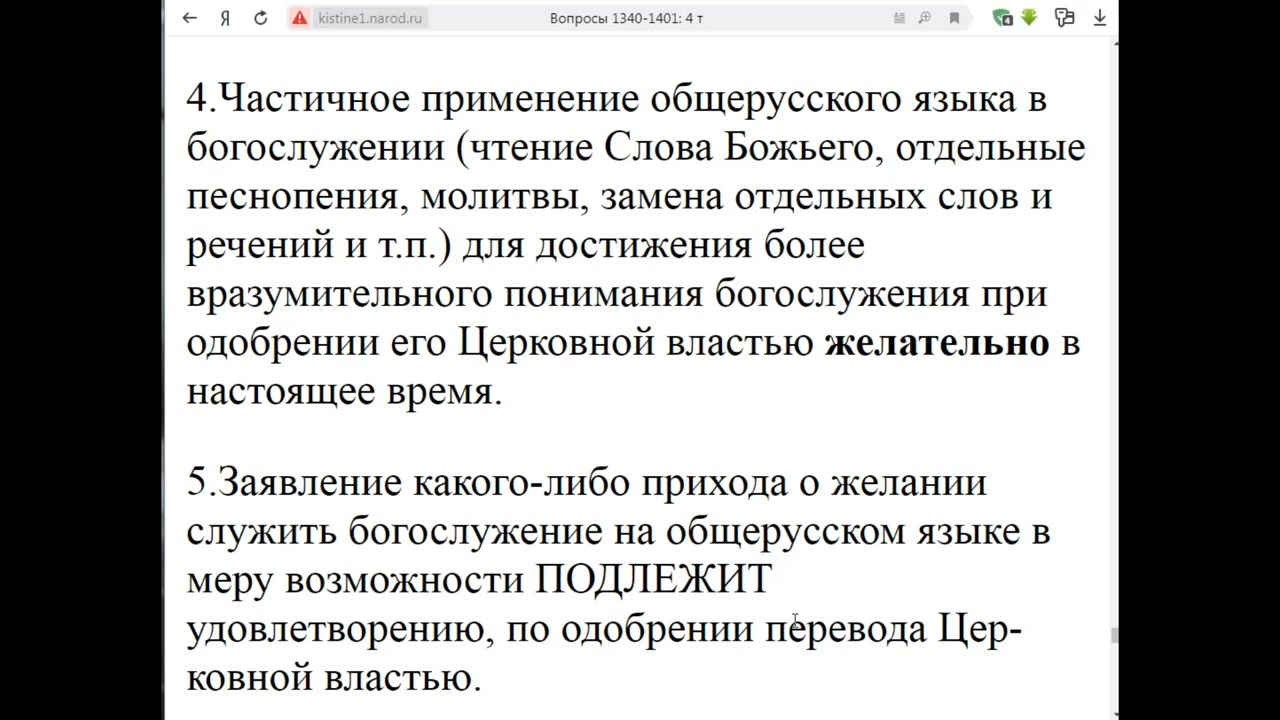 kistine1.narod.ru
Вопросы 1340-1401: 4 т
4.Частичное применение общерусского языка в
богослужении (чтение Слова Божьего, отдельные
песнопения, молитвы, замена отдельных слов и
речений и т.п.) для достижения более
вразумительного понимания богослужения при
одобрении его Церковной властью желательно в
настоящее время.
5.Заявление какого-либо прихода о желании
служить богослужение на общерусском языке в
меру возможности ПОДЛЕЖИТ
удовлетворению, по одобрении перевода Цер-
ковной властью.